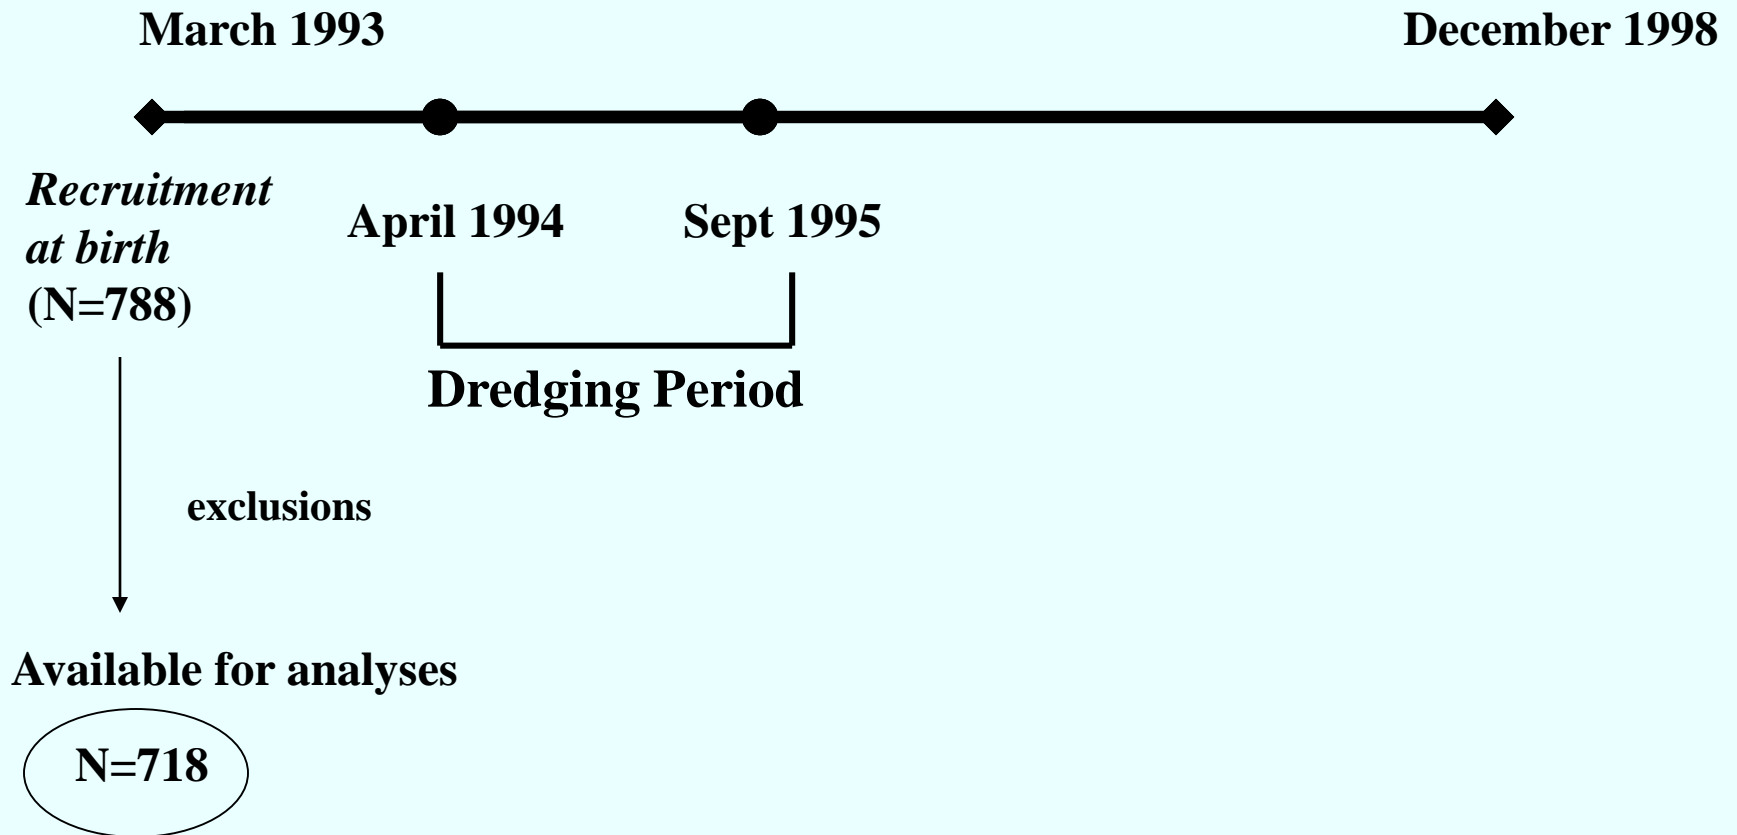 March 1993
December 1998
Recruitment
at birth
(N=788)
April 1994
Sept 1995
Dredging Period
exclusions
Available for analyses
N=718